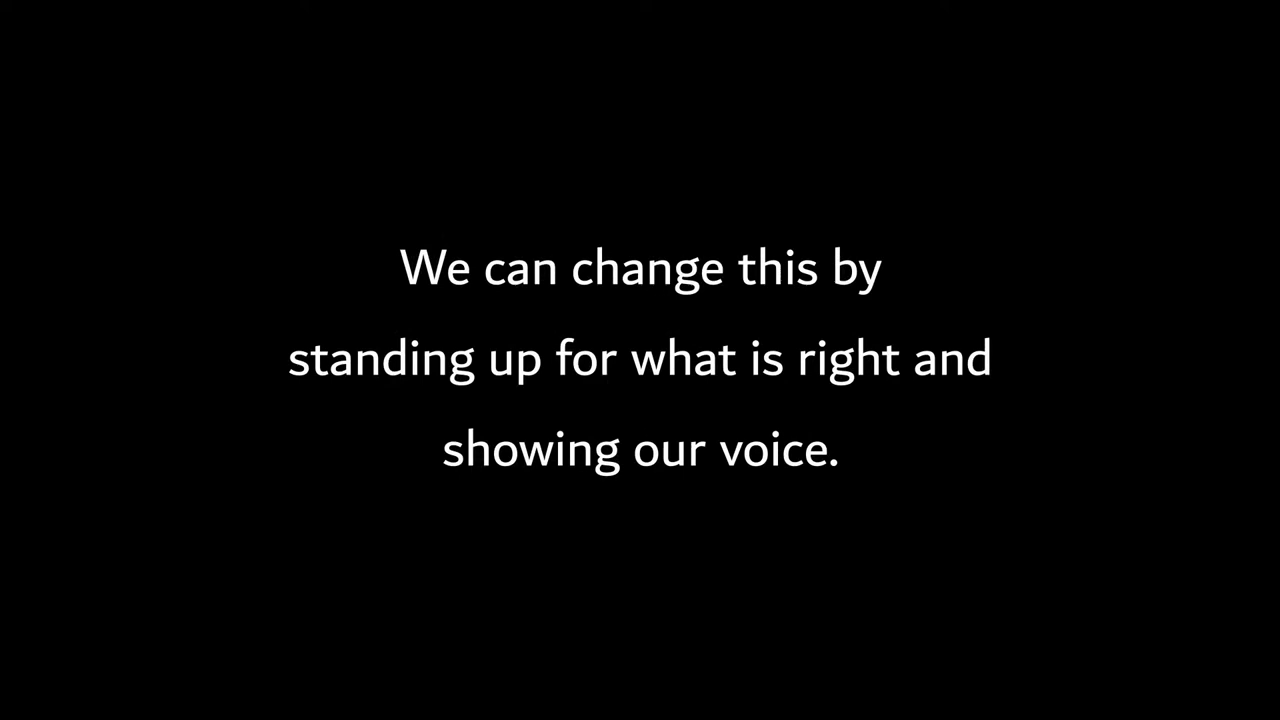 We can change this by
standing up for what is right and
showing our voice.